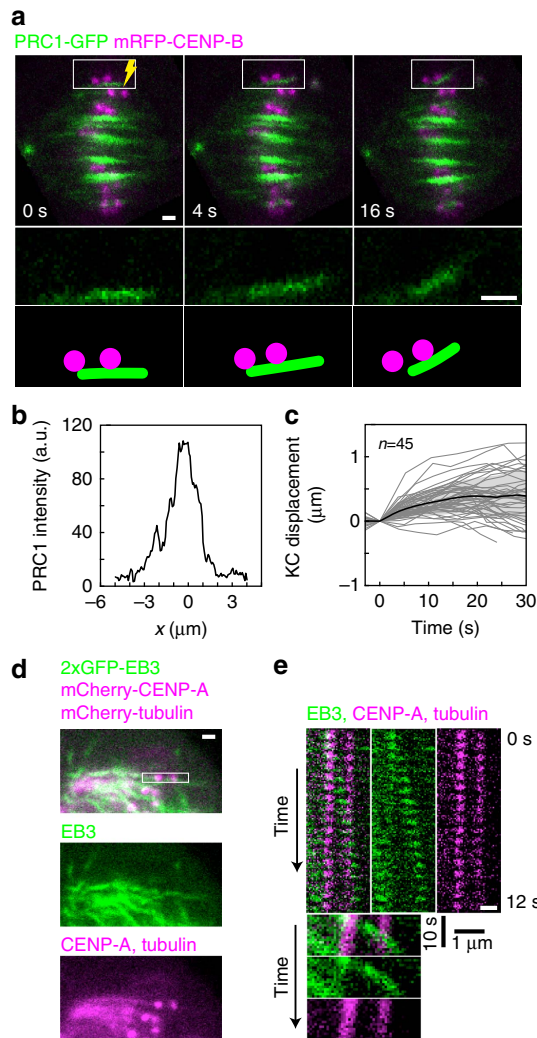 a
PRC1-GFP mRFP-CENP-B
0 s
4 s
16 s
b
PRC1 intensity (a.u.)
120
80
40
0
–6
–3
0
3
x (μm)
c
n=45
KC displacement
(μm)
1
0
–1
0
10
20
30
Time (s)
d
2xGFP-EB3
mCherry-CENP-A
mCherry-tubulin
EB3
CENP-A, tubulin
e
EB3, CENP-A, tubulin
0 s
Time
12 s
Time
10 s
1 μm